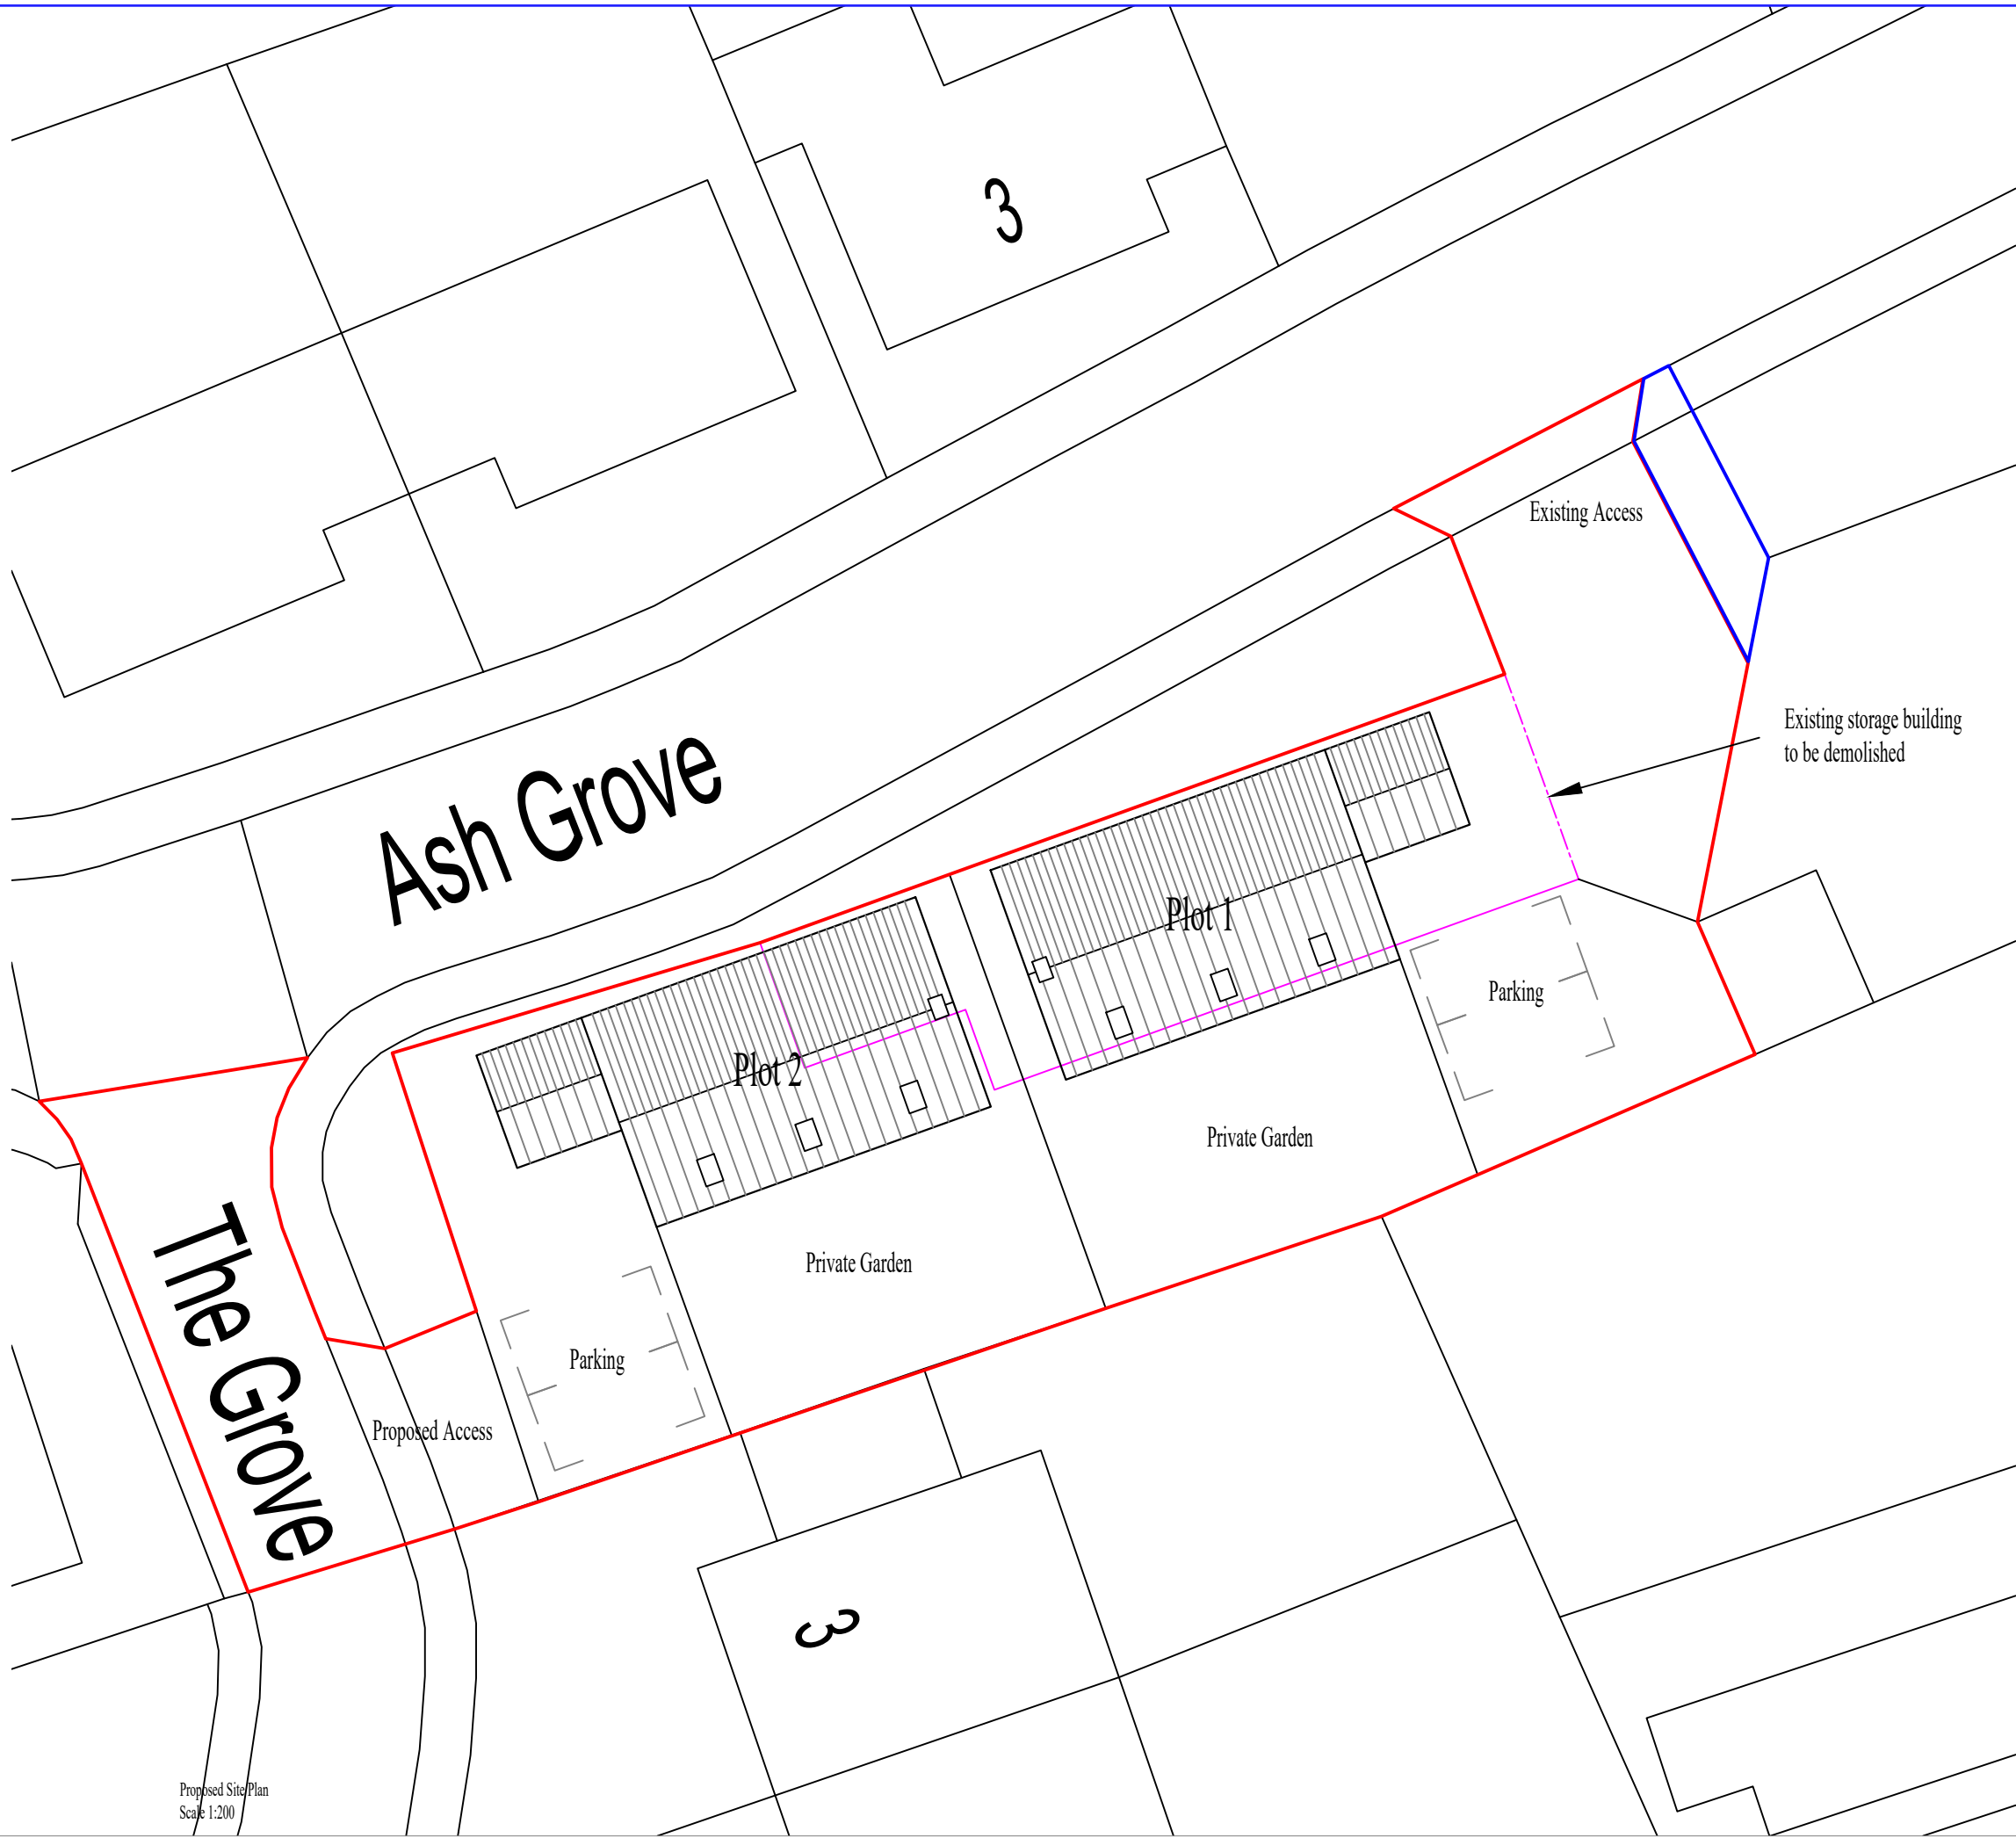 3
Existing Access
Existing storage building
to be demolished
Ash Grove
Plot 1
Parking
Plot 2
Private Garden
Private Garden
The Grove
Parking
Proposed Access
3
Proposed Site Plan
Scale 1:200